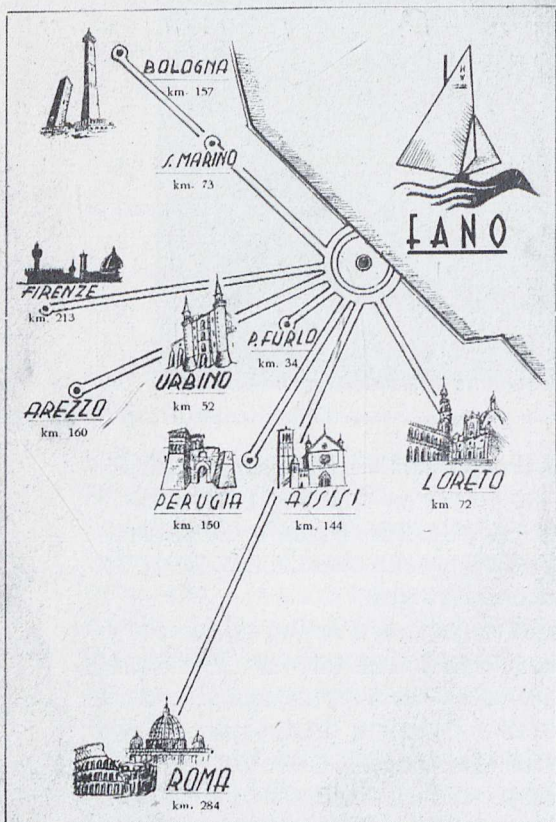 BOLOGNA
km. 157
S. MARINO
km. 73
FANO
FIRENZE
km. 213
P. FURLO
km. 34
URBINO
km 52
AREZZO
km. 160
PERUGIA
km. 150
ASSISI
km. 144
LORETO
km. 72
ROMA
km. 284